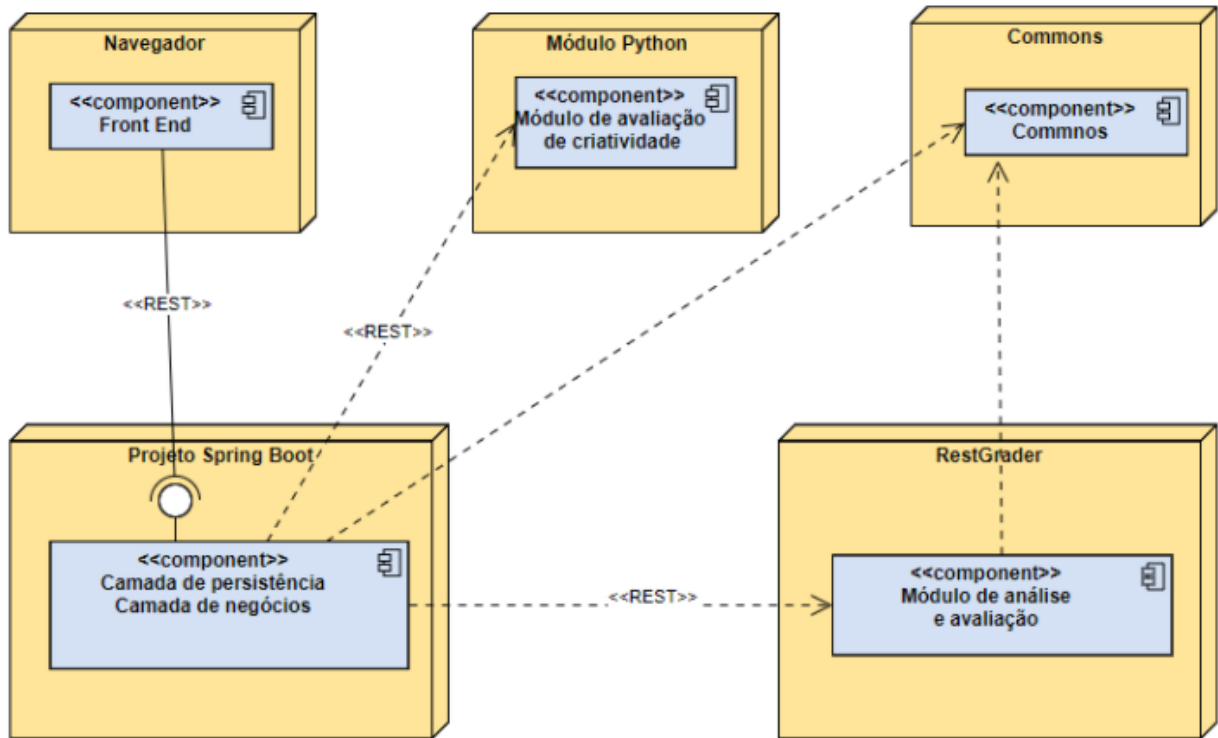 Navegador
<<component>>
Front End
Módulo Python
<<component>>
Módulo de avaliação
de criatividade
Commons
<<component>>
Commnos
<<REST>>
<<REST>>
Projeto Spring Boot
<<component>>
Camada de persistência
Camada de negócios
<<REST>>
RestGrader
<<component>>
Módulo de análise
e avaliação